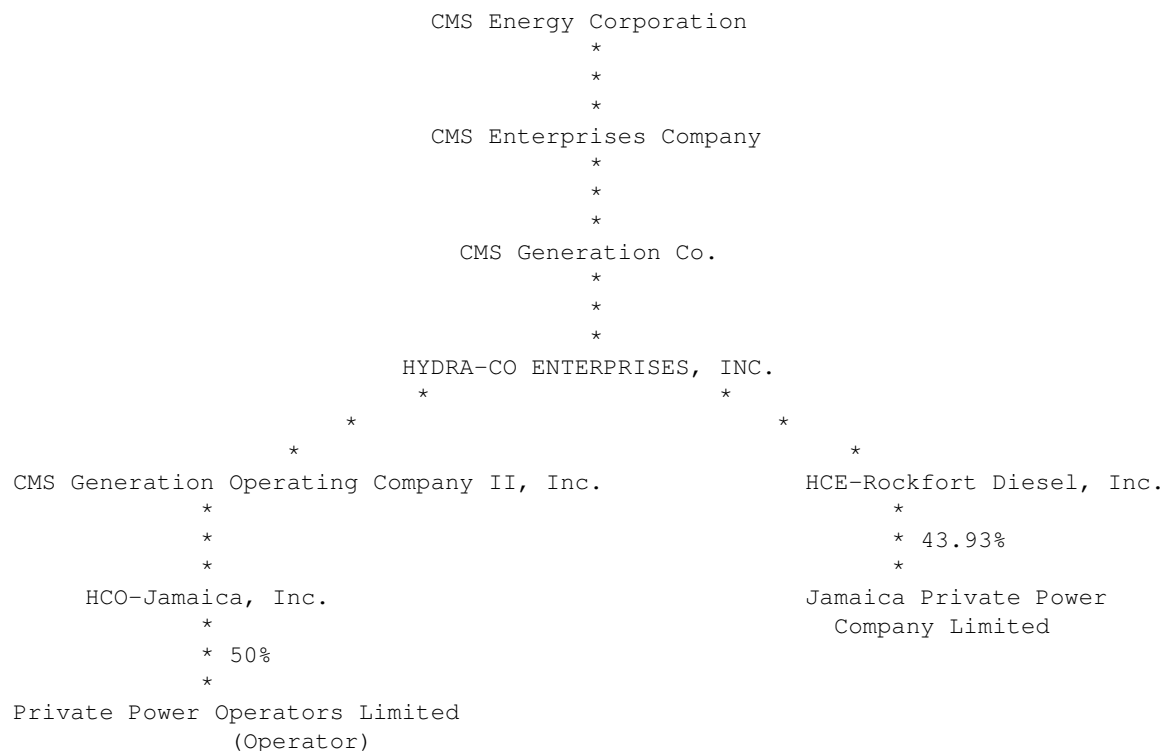 CMS Energy Corporation
*
*
*
CMS Enterprises Company
*
*
*
CMS Generation Co.
*
*
*
HYDRA-CO ENTERPRISES, INC.
* *
* *
* *
CMS Generation Operating Company II, Inc. HCE-Rockfort Diesel, Inc.
* *
* * 43.93%
* *
HCO-Jamaica, Inc. Jamaica Private Power
* Company Limited
* 50%
*
Private Power Operators Limited
(Operator)